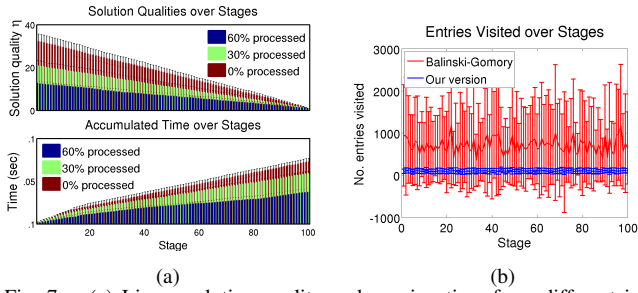 Solution Qualities over Stages
Solution quality η
40
20
0
60% processed
30% processed
0% processed
Accumulated Time over Stages
Time (sec)
.1
.05
.1
60% processed
30% processed
0% processed
20 40 60 80 100
Stage
(a)
Entries Visited over Stages
No. entries visited
3000
2000
1000
0
-1000
Balinski-Gomory
Our version
0 20 40 60 80 100
Stage
(b)